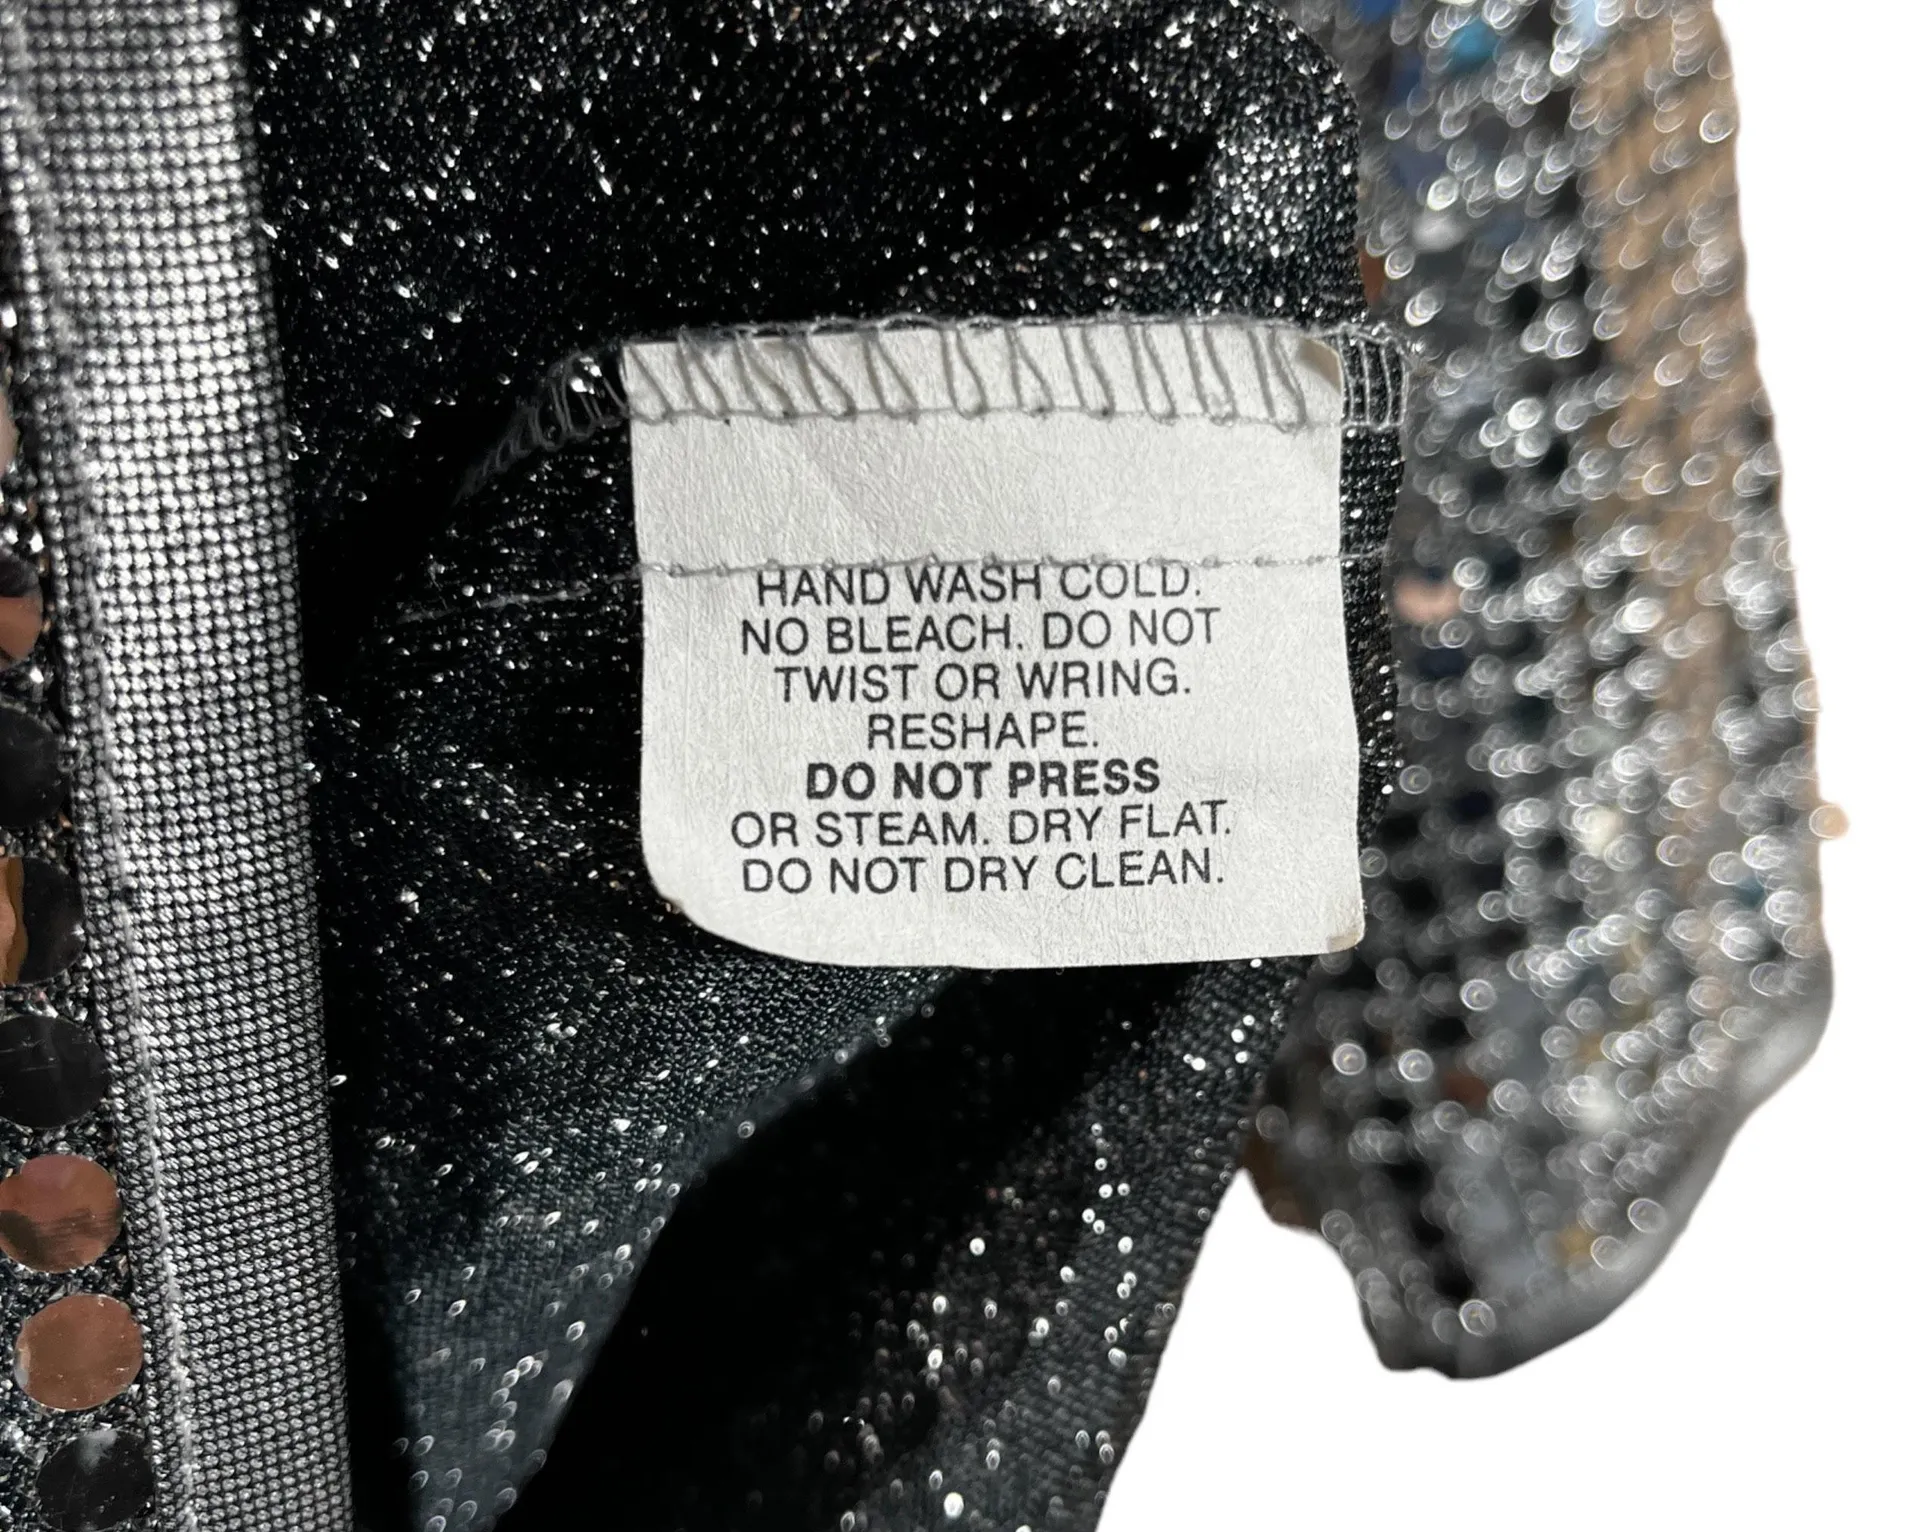 HAND WASH COLD.
NO BLEACH. DO NOT
TWIST OR WRING.
RESHAPE.
DO NOT PRESS
OR STEAM. DRY FLAT.
DO NOT DRY CLEAN.